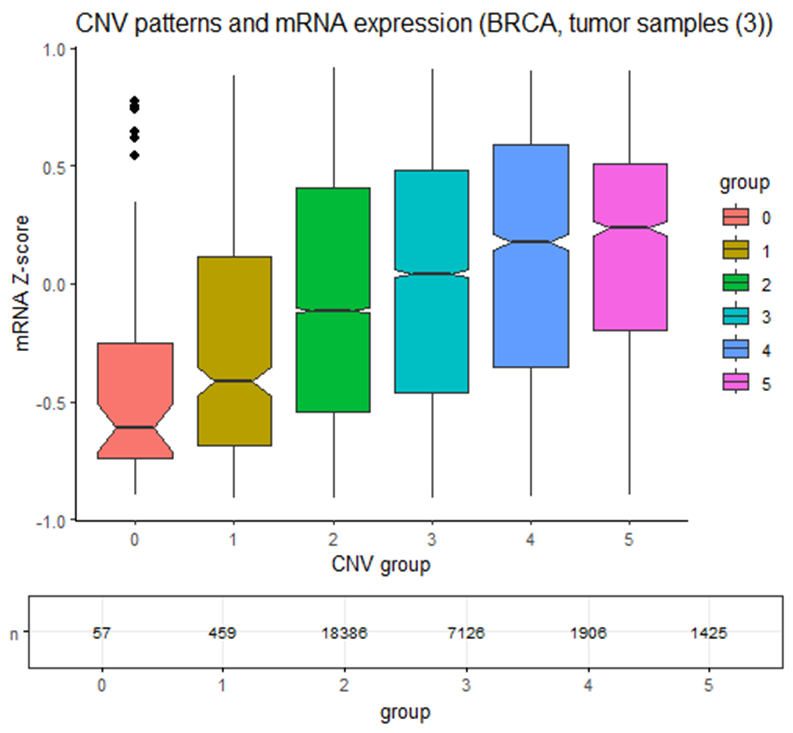 CNV patterns and mRNA expression (BRCA, tumor samples (3))
1.0
0.5
0.0
-0.5
-1.0
mRNA Z-score
0 1 2 3 4 5
CNV group
group
0
1
2
3
4
5
n 57 459 18386 7126 1906 1425
0 1 2 3 4 5
group